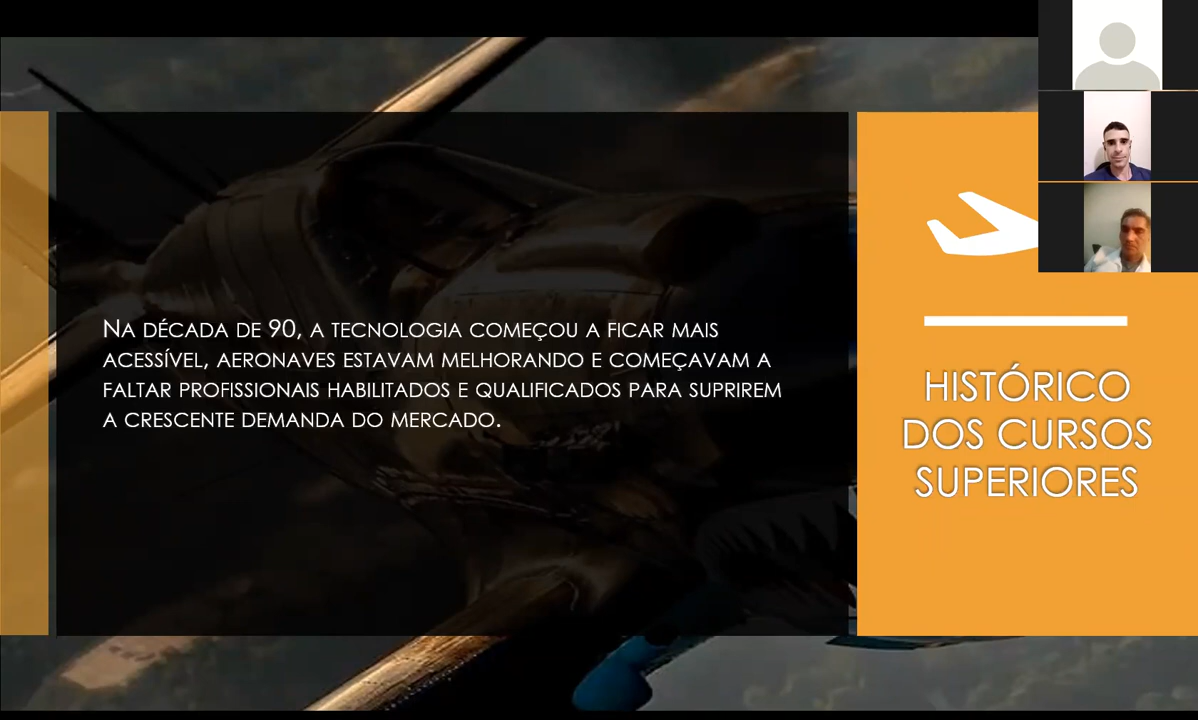 Na década de 90, a tecnologia começou a ficar mais
acessível, aeronaves estavam melhorando e começavam a
faltar profissionais habilitados e qualificados para suprirem
a crescente demanda do mercado.
HISTÓRICO
DOS CURSOS
SUPERIORES